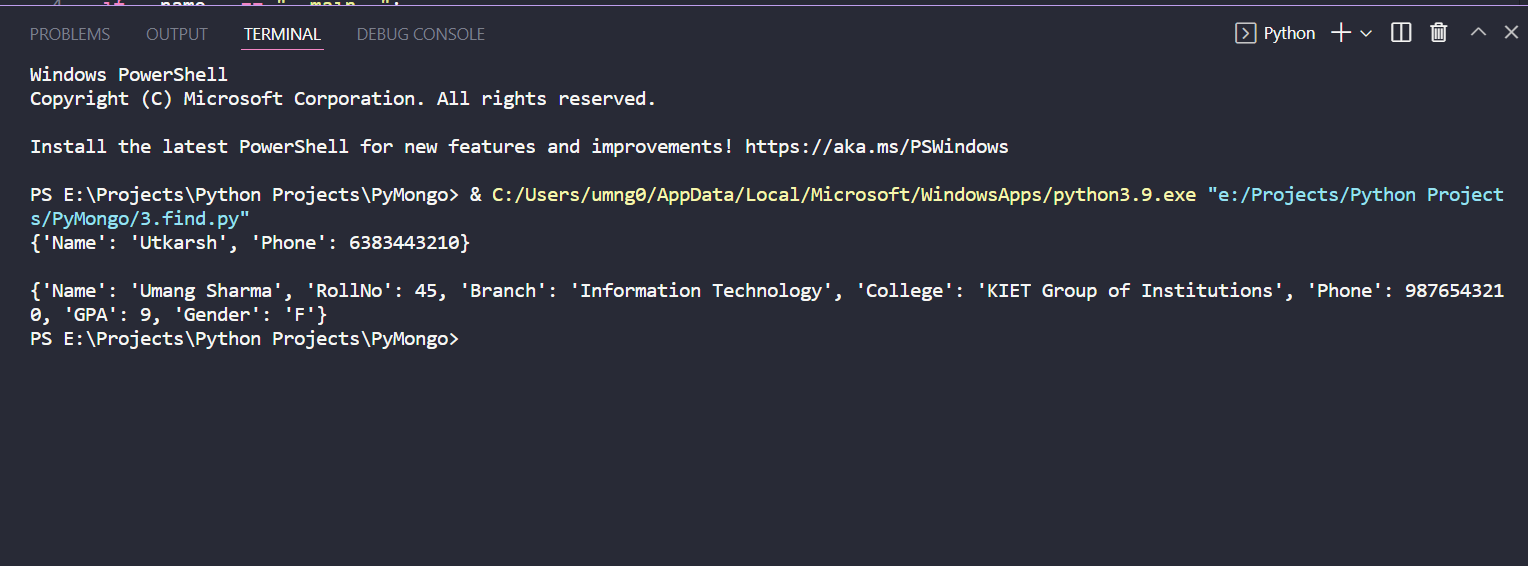 PROBLEMS OUTPUT TERMINAL DEBUG CONSOLE Python
Windows PowerShell
Copyright (C) Microsoft Corporation. All rights reserved.
Install the latest PowerShell for new features and improvements! https://aka.ms/PSWindows
PS E:\Projects\Python Projects\PyMongo> & C:/Users/umng0/AppData/Local/Microsoft/WindowsApps/python3.9.exe "e:/Projects/Python Project
s/PyMongo/3.find.py"
{'Name': 'Utkarsh', 'Phone': 6383443210}
{'Name': 'Umang Sharma', 'RollNo': 45, 'Branch': 'Information Technology', 'College': 'KIET Group of Institutions', 'Phone': 987654321
0, 'GPA': 9, 'Gender': 'F'}
PS E:\Projects\Python Projects\PyMongo>